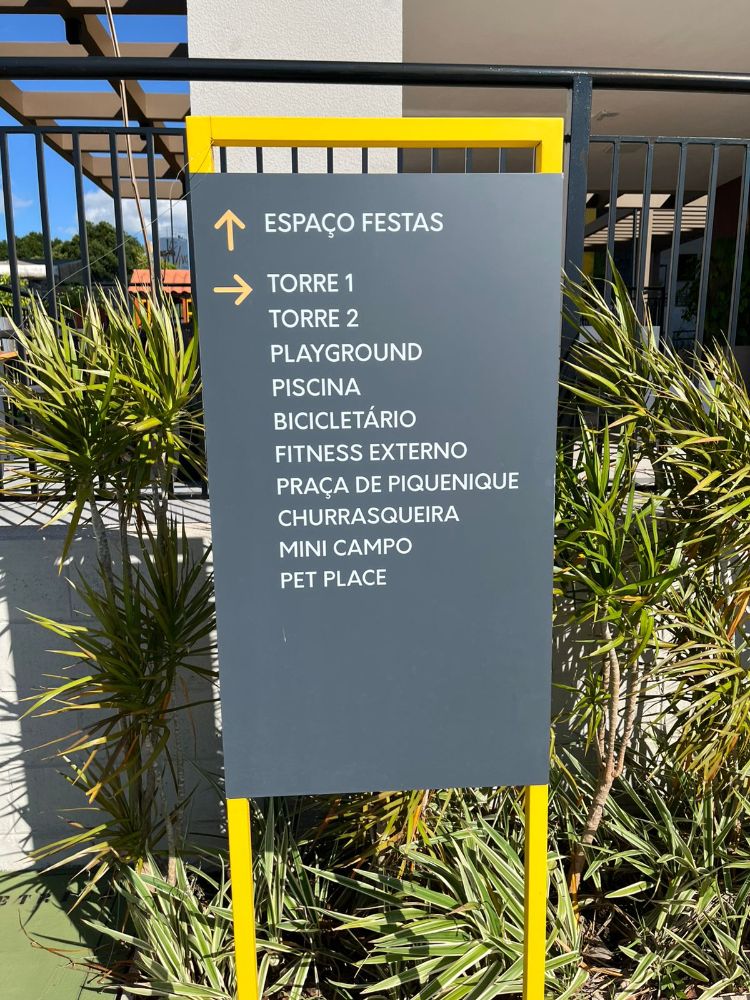 ESPAÇO FESTAS
TORRE 1
TORRE 2
PLAYGROUND
PISCINA
BICICLETÁRIO
FITNESS EXTERNO
PRAÇA DE PIQUENIQUE
CHURRASQUEIRA
MINI CAMPO
PET PLACE